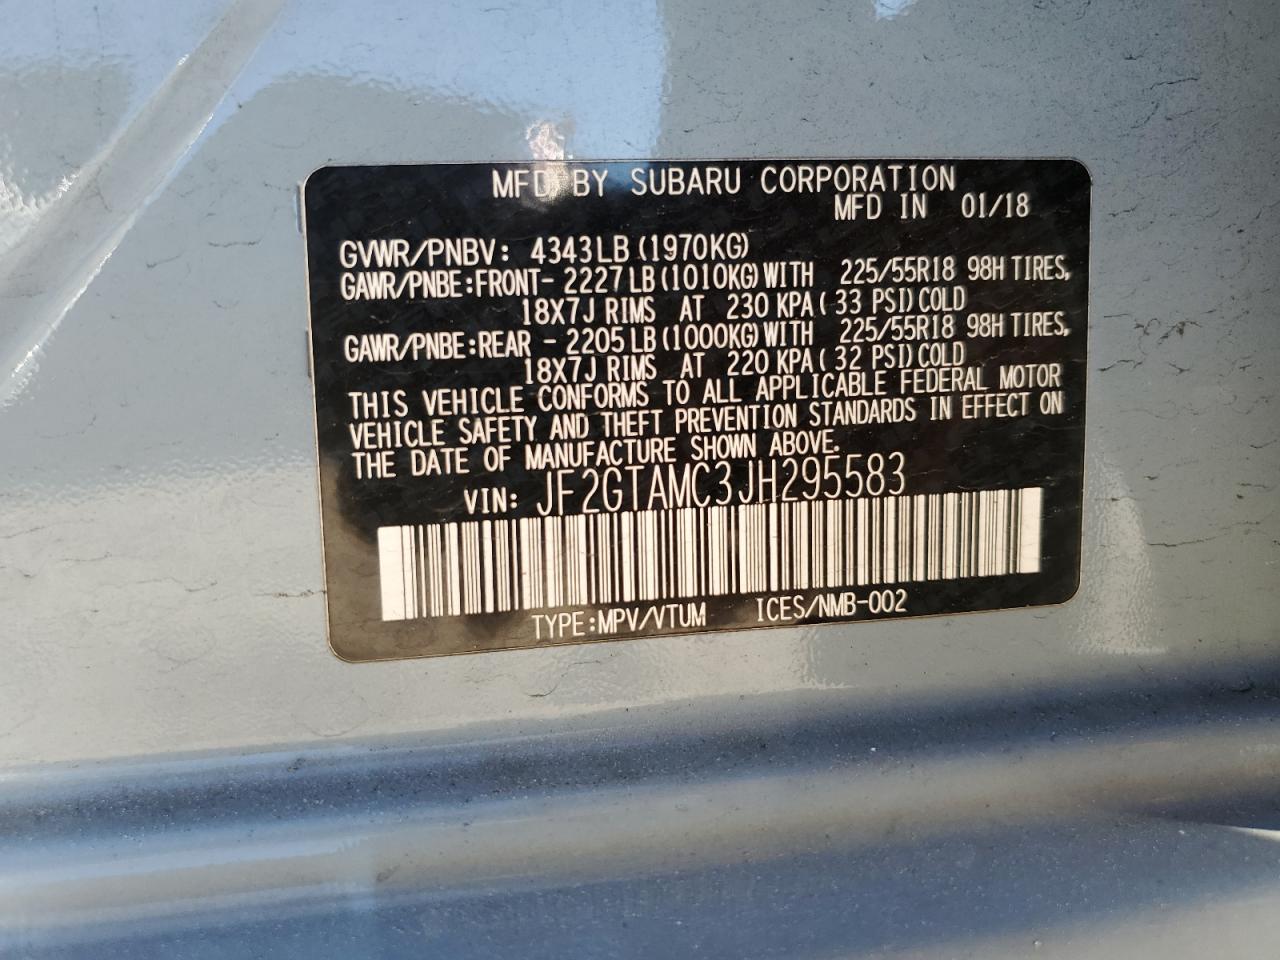 MFD BY SUBARU CORPORATION
MFD IN 01/18
GVWR/PNBV: 4343LB (1970KG)
GAWR/PNBE:FRONT- 2227LB(1010KG)WITH 225/55R18 98H TIRES,
18X7J RIMS AT 230 KPA( 33 PSI)COLD
GAWR/PNBE:REAR - 2205LB(1000KG)WITH 225/55R18 98H TIRES,
18X7J RIMS AT 220 KPA( 32 PSI)COLD
THIS VEHICLE CONFORMS TO ALL APPLICABLE FEDERAL MOTOR
VEHICLE SAFETY AND THEFT PREVENTION STANDARDS IN EFFECT ON
THE DATE OF MANUFACTURE SHOWN ABOVE.
VIN: JF2GTAMC3JH295583
TYPE:MPV/VTUM ICES/NMB-002